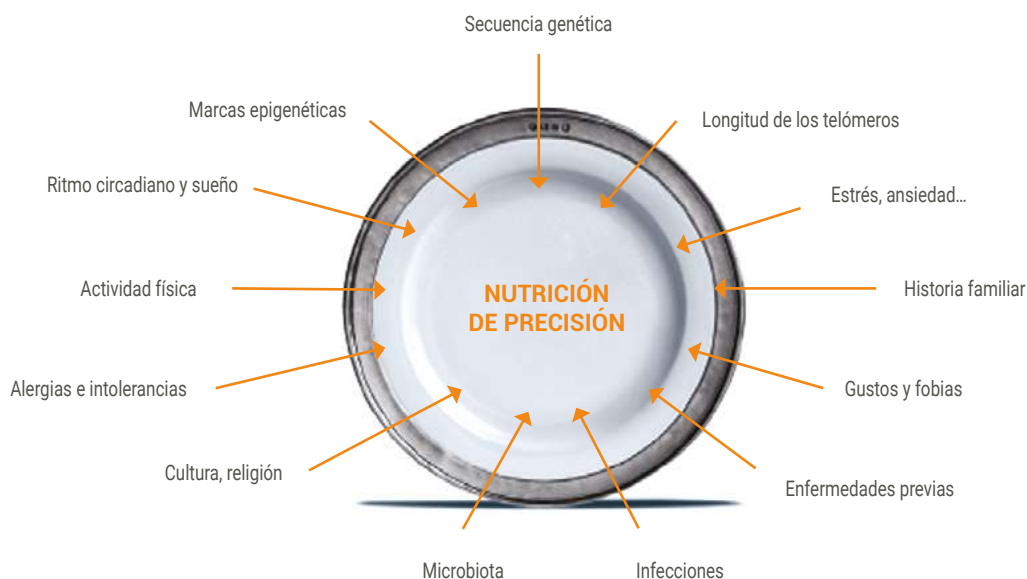 Secuencia genética
Marcas epigenéticas
Longitud de los telómeros
Ritmo circadiano y sueño
Estrés, ansiedad...
Actividad física
NUTRICIÓN
DE PRECISIÓN
Historia familiar
Alergias e intolerancias
Gustos y fobias
Cultura, religión
Enfermedades previas
Microbiota
Infecciones